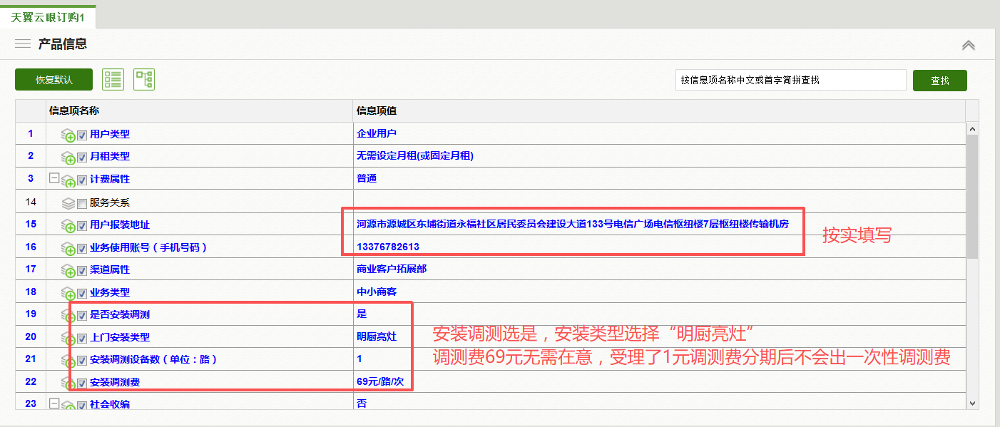 天翼云眼订购1
产品信息
恢复默认
按信息项名称中文或首字简拼查找
查找
信息项名称 信息项值
1 用户类型 企业用户
2 月租类型 无需设定月租(或固定月租)
3 计费属性 普通
14 服务关系
15 用户报装地址 河源市源城区东埔街道永福社区居民委员会建设大道133号电信广场电信枢纽楼7层枢纽楼传输机房
按实填写
16 业务使用账号（手机号码） 13376782613
17 渠道属性 商业客户拓展部
18 业务类型 中小商客
19 是否安装调测 是
20 上门安装类型 明厨亮灶
安装调测选是，安装类型选择“明厨亮灶”
21 安装调测设备数（单位：路） 1
调测费69元无需在意，受理了1元调测费分期后不会出一次性调测费
22 安装调测费 69元/路/次
23 社会收编 否